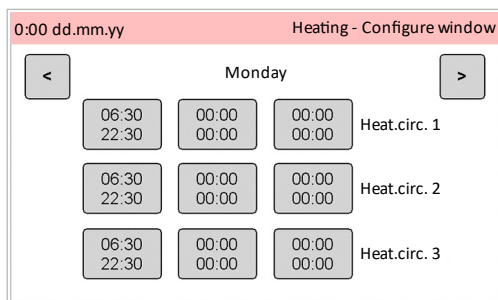 0:00 dd.mm.yy Heating - Configure window
< Monday >
06:30 00:00 00:00
22:30 00:00 00:00 Heat.circ. 1
06:30 00:00 00:00
22:30 00:00 00:00 Heat.circ. 2
06:30 00:00 00:00
22:30 00:00 00:00 Heat.circ. 3